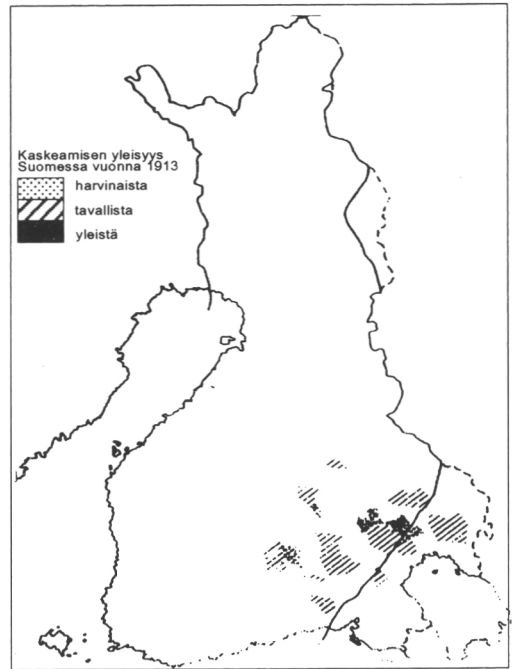 Kaskeamisen yleisyys
Suomessa vuonna 1913
harvinaista
tavallista
yleistä